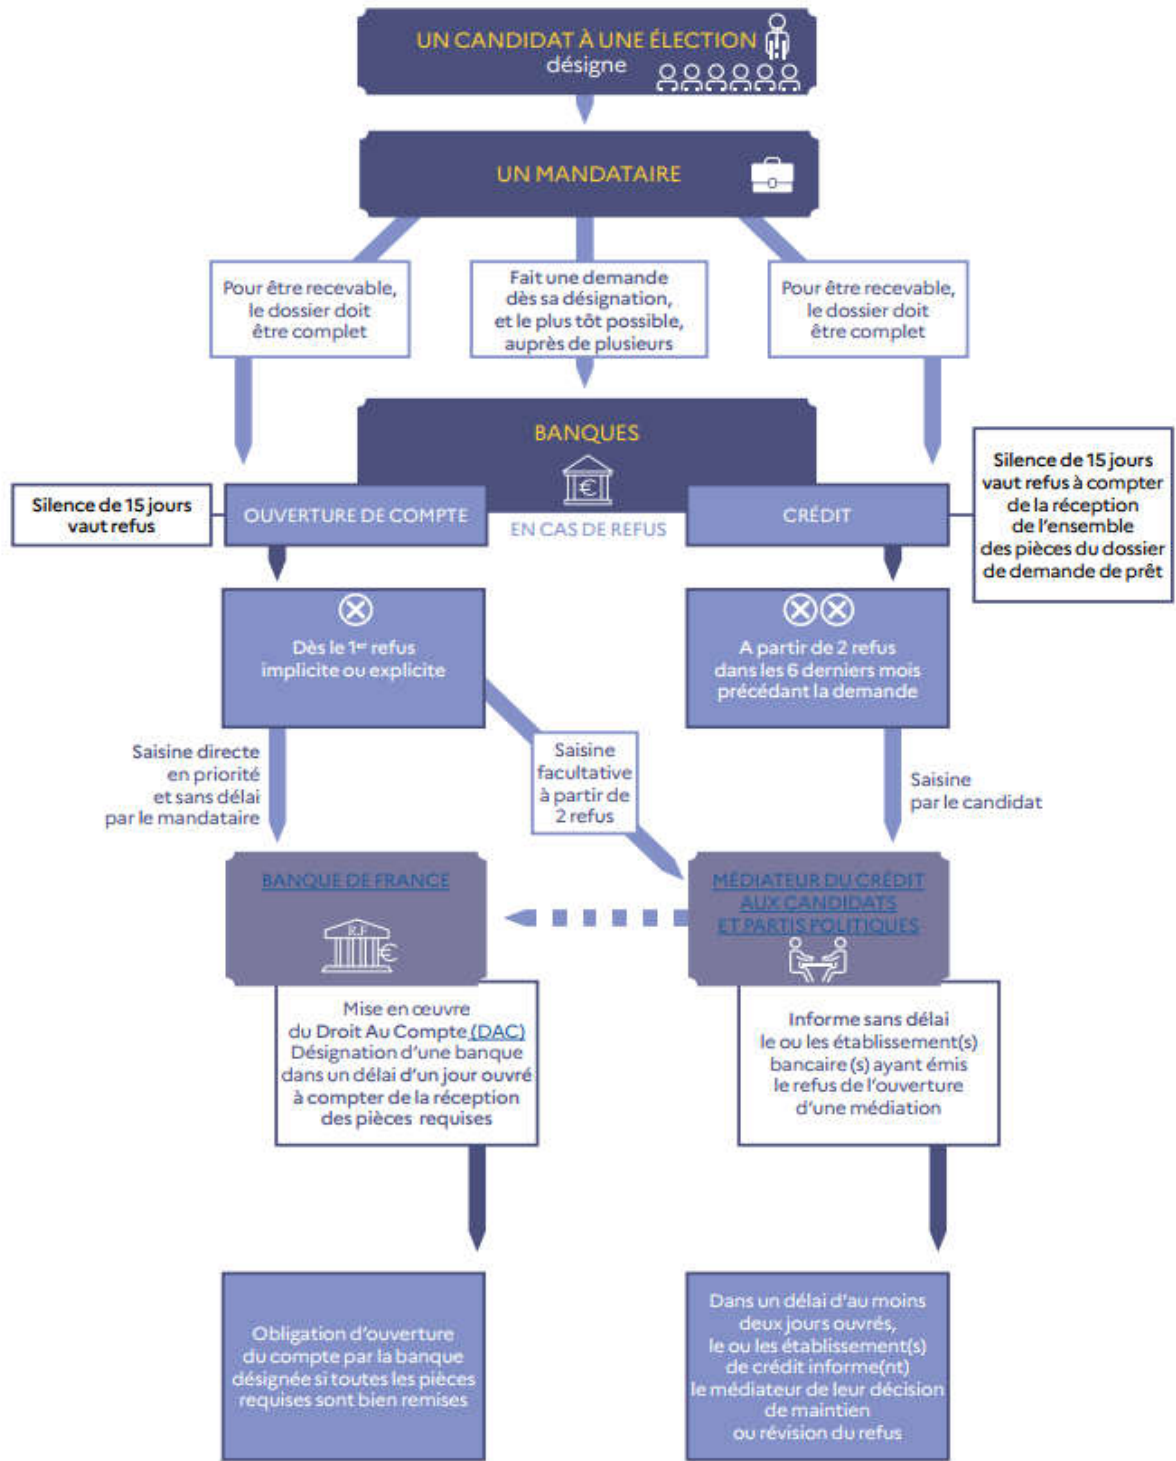 UN CANDIDAT À UNE ÉLECTION
désigne
UN MANDATAIRE
Pour être recevable,
le dossier doit
être complet
Fait une demande
dès sa désignation,
et le plus tôt possible,
auprès de plusieurs
Pour être recevable,
le dossier doit
être complet
BANQUES
€
Silence de 15 jours
vaut refus
OUVERTURE DE COMPTE
EN CAS DE REFUS
CRÉDIT
Silence de 15 jours
vaut refus à compter
de la réception
de l'ensemble
des pièces du dossier
de demande de prêt
Dès le 1er refus
implicite ou explicite
A partir de 2 refus
dans les 6 derniers mois
précédant la demande
Saisine directe
en priorité
et sans délai
par le mandataire
Saisine
facultative
à partir de
2 refus
Saisine
par le candidat
BANQUE DE FRANCE
R.F
€
MÉDIATEUR DU CRÉDIT
AUX CANDIDATS
ET PARTIS POLITIQUES
Mise en œuvre
du Droit Au Compte (DAC)
Désignation d'une banque
dans un délai d'un jour ouvré
à compter de la réception
des pièces requises
Informe sans délai
le ou les établissement(s)
bancaire (s) ayant émis
le refus de l'ouverture
d'une médiation
Obligation d'ouverture
du compte par la banque
désignée si toutes les pièces
requises sont bien remises
Dans un délai d'au moins
deux jours ouvrés,
le ou les établissement(s)
de crédit informe(nt)
le médiateur de leur décision
de maintien
ou révision du refus